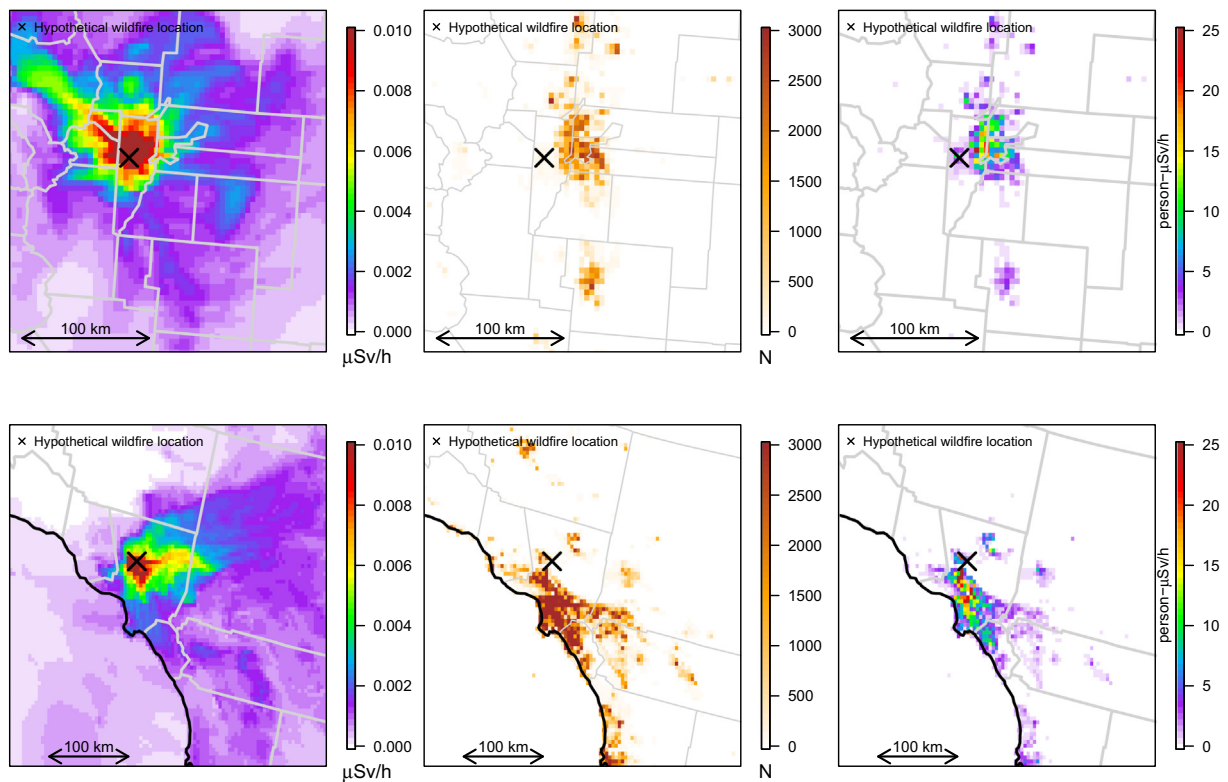 × Hypothetical wildfire location
100 km
0.010
0.008
0.006
0.004
0.002
0.000
μSv/h
× Hypothetical wildfire location
100 km
3000
2500
2000
1500
1000
500
0
N
× Hypothetical wildfire location
100 km
25
20
15
10
5
0
person−μSv/h
× Hypothetical wildfire location
100 km
0.010
0.008
0.006
0.004
0.002
0.000
μSv/h
× Hypothetical wildfire location
100 km
3000
2500
2000
1500
1000
500
0
N
× Hypothetical wildfire location
100 km
25
20
15
10
5
0
person−μSv/h